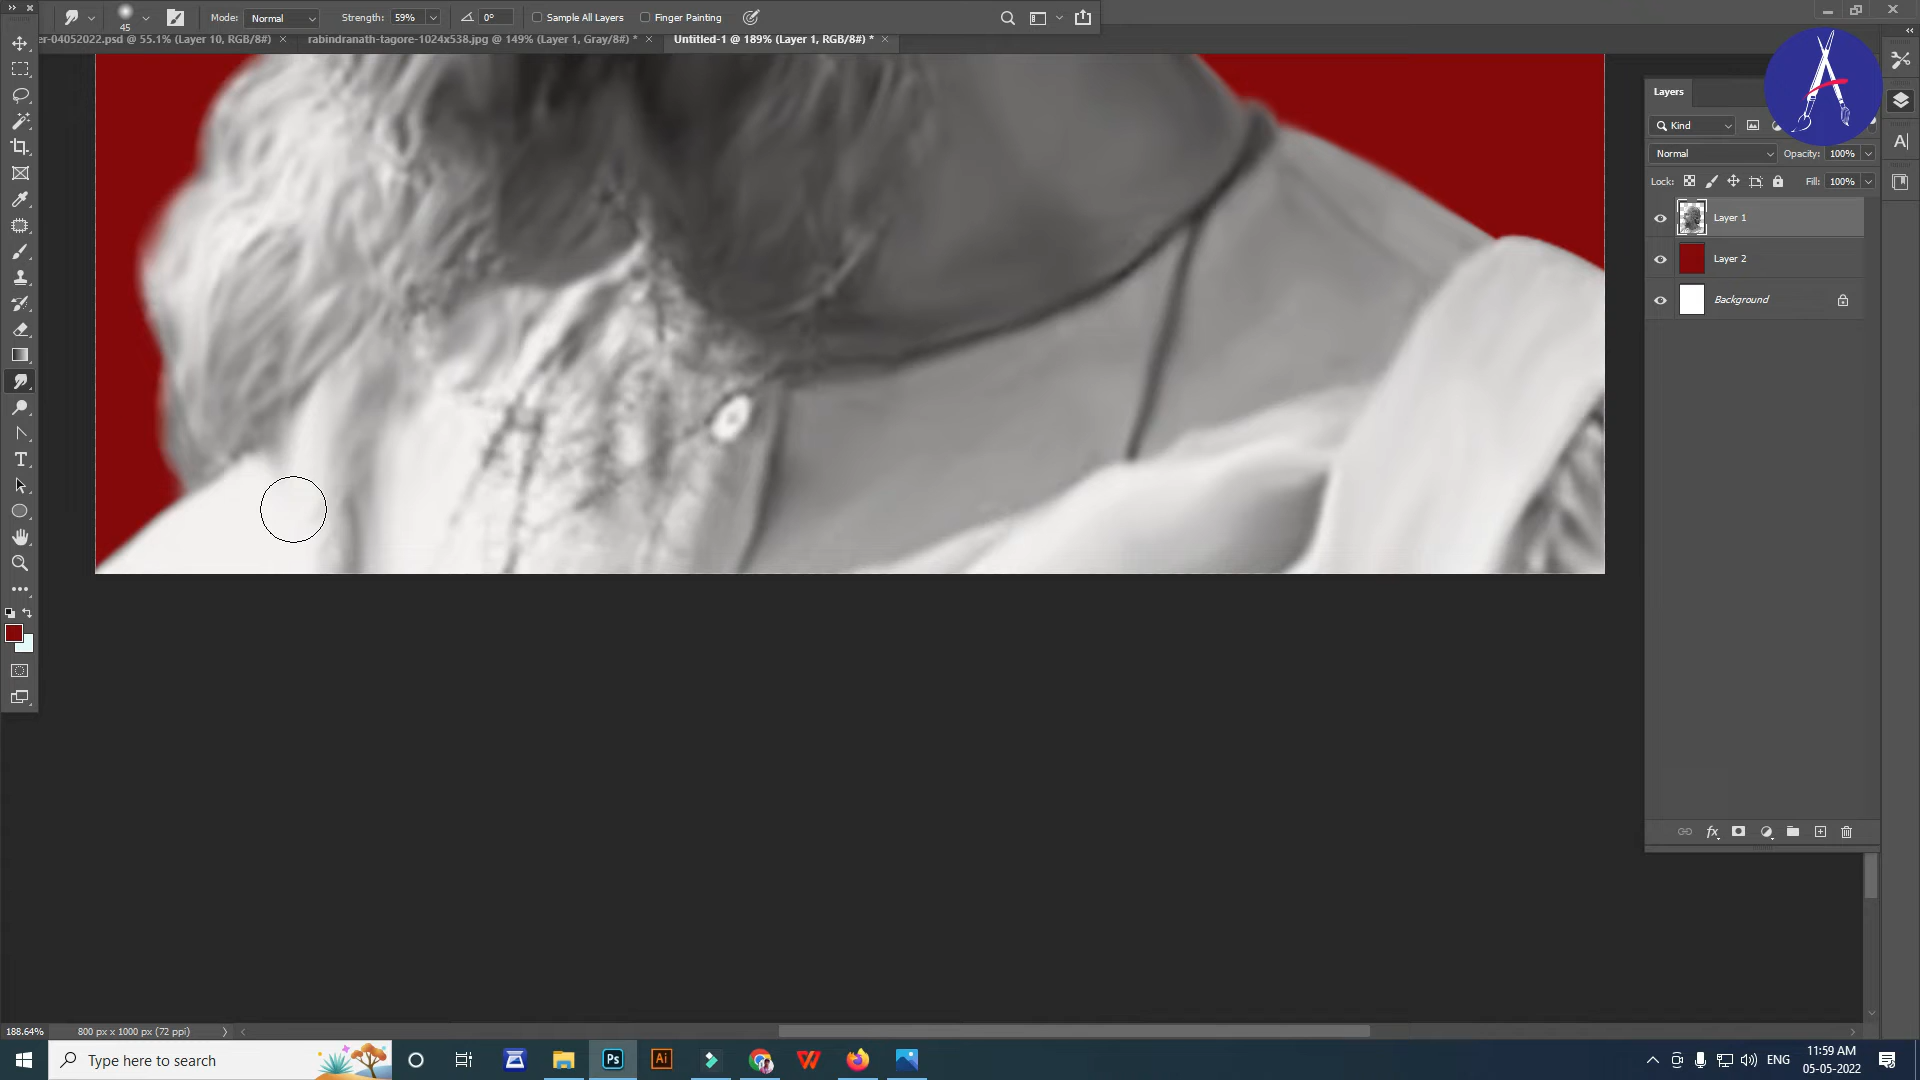 45
Mode: Normal
Strength: 59%
0°
Sample All Layers
Finger Painting
er-04052022.psd @ 55.1% (Layer 10, RGB/8#) ×
rabindranath-tagore-1024x538.jpg @ 149% (Layer 1, Gray/8#) * ×
Untitled-1 @ 189% (Layer 1, RGB/8#) * ×
Layers
Kind
Normal
Opacity: 100%
Lock:
Fill: 100%
Layer 1
Layer 2
Background
188.64%
800 px x 1000 px (72 ppi)
Type here to search
Ps
Ai
ENG
11:59 AM
05-05-2022